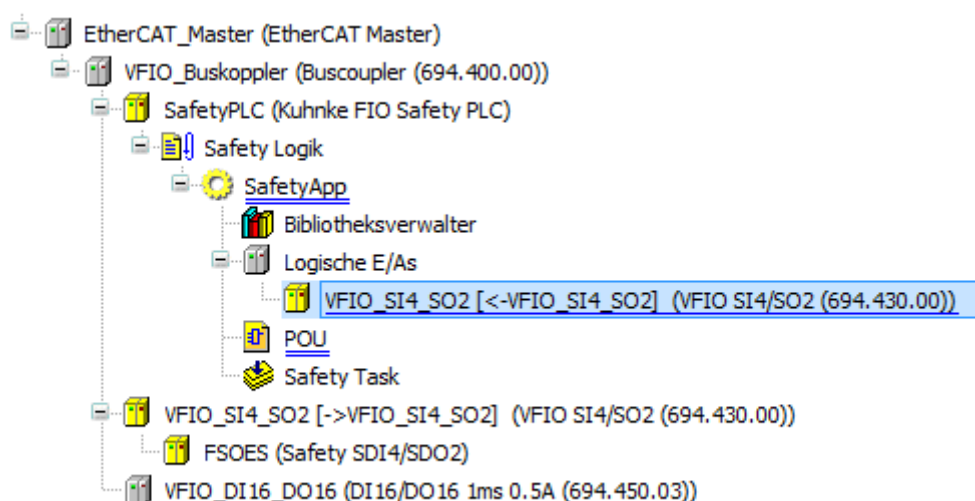 EtherCAT_Master (EtherCAT Master)
VFIO_Buskoppler (Buscoupler (694.400.00))
SafetyPLC (Kuhnke FIO Safety PLC)
Safety Logik
SafetyApp
Bibliotheksverwalter
Logische E/As
VFIO_SI4_SO2 [<-VFIO_SI4_SO2] (VFIO SI4/SO2 (694.430.00))
POU
Safety Task
VFIO_SI4_SO2 [->VFIO_SI4_SO2] (VFIO SI4/SO2 (694.430.00))
FSOES (Safety SDI4/SDO2)
VFIO_DI16_DO16 (DI16/DO16 1ms 0.5A (694.450.03))